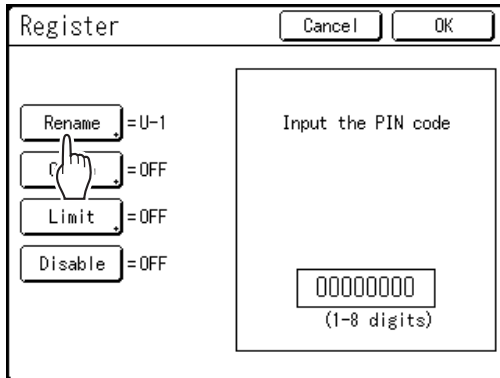 Register
Cancel
OK
Rename =U-1
=OFF
Limit =OFF
Disable =OFF
Input the PIN code
00000000
(1-8 digits)